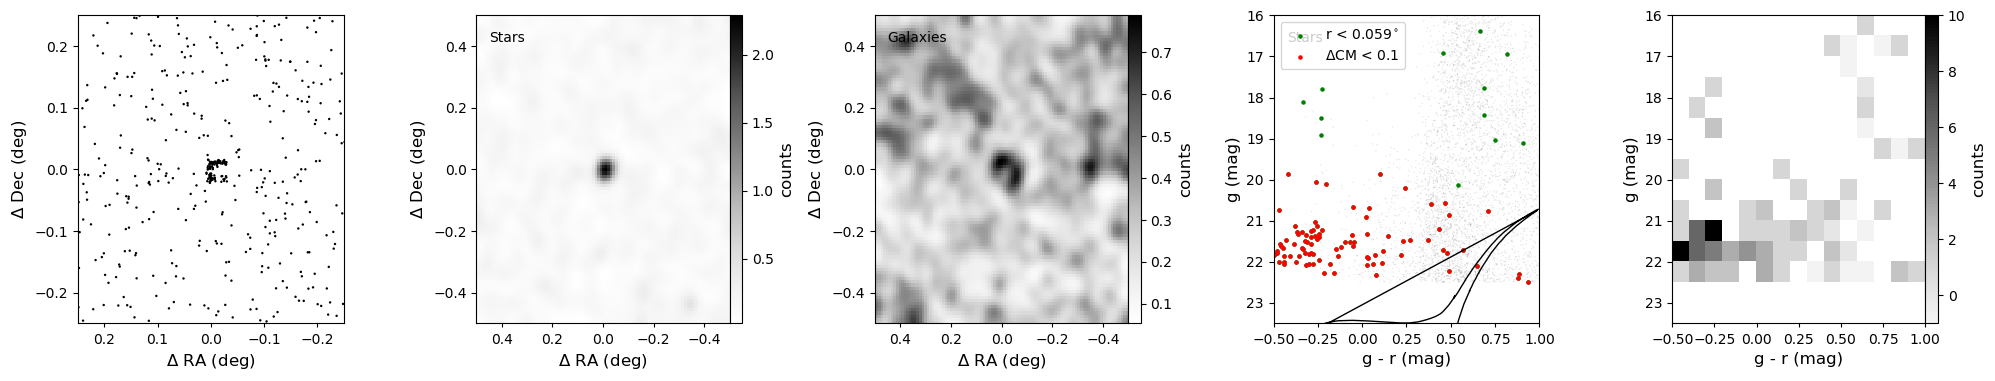 0.2
0.1
0.0
−0.1
−0.2
Δ Dec (deg)
0.2 0.1 0.0 −0.1 −0.2
Δ RA (deg)
Stars
0.4
0.2
0.0
−0.2
−0.4
Δ Dec (deg)
0.4 0.2 0.0 −0.2 −0.4
Δ RA (deg)
2.0
1.5
1.0
0.5
counts
Galaxies
0.4
0.2
0.0
−0.2
−0.4
Δ Dec (deg)
0.4 0.2 0.0 −0.2 −0.4
Δ RA (deg)
0.7
0.6
0.5
0.4
0.3
0.2
0.1
counts
Stars
r < 0.059°
ΔCM < 0.1
16
17
18
19
20
21
22
23
g (mag)
−0.50 −0.25 0.00 0.25 0.50 0.75 1.00
g - r (mag)
16
17
18
19
20
21
22
23
g (mag)
−0.50 −0.25 0.00 0.25 0.50 0.75 1.00
g - r (mag)
10
8
6
4
2
0
counts